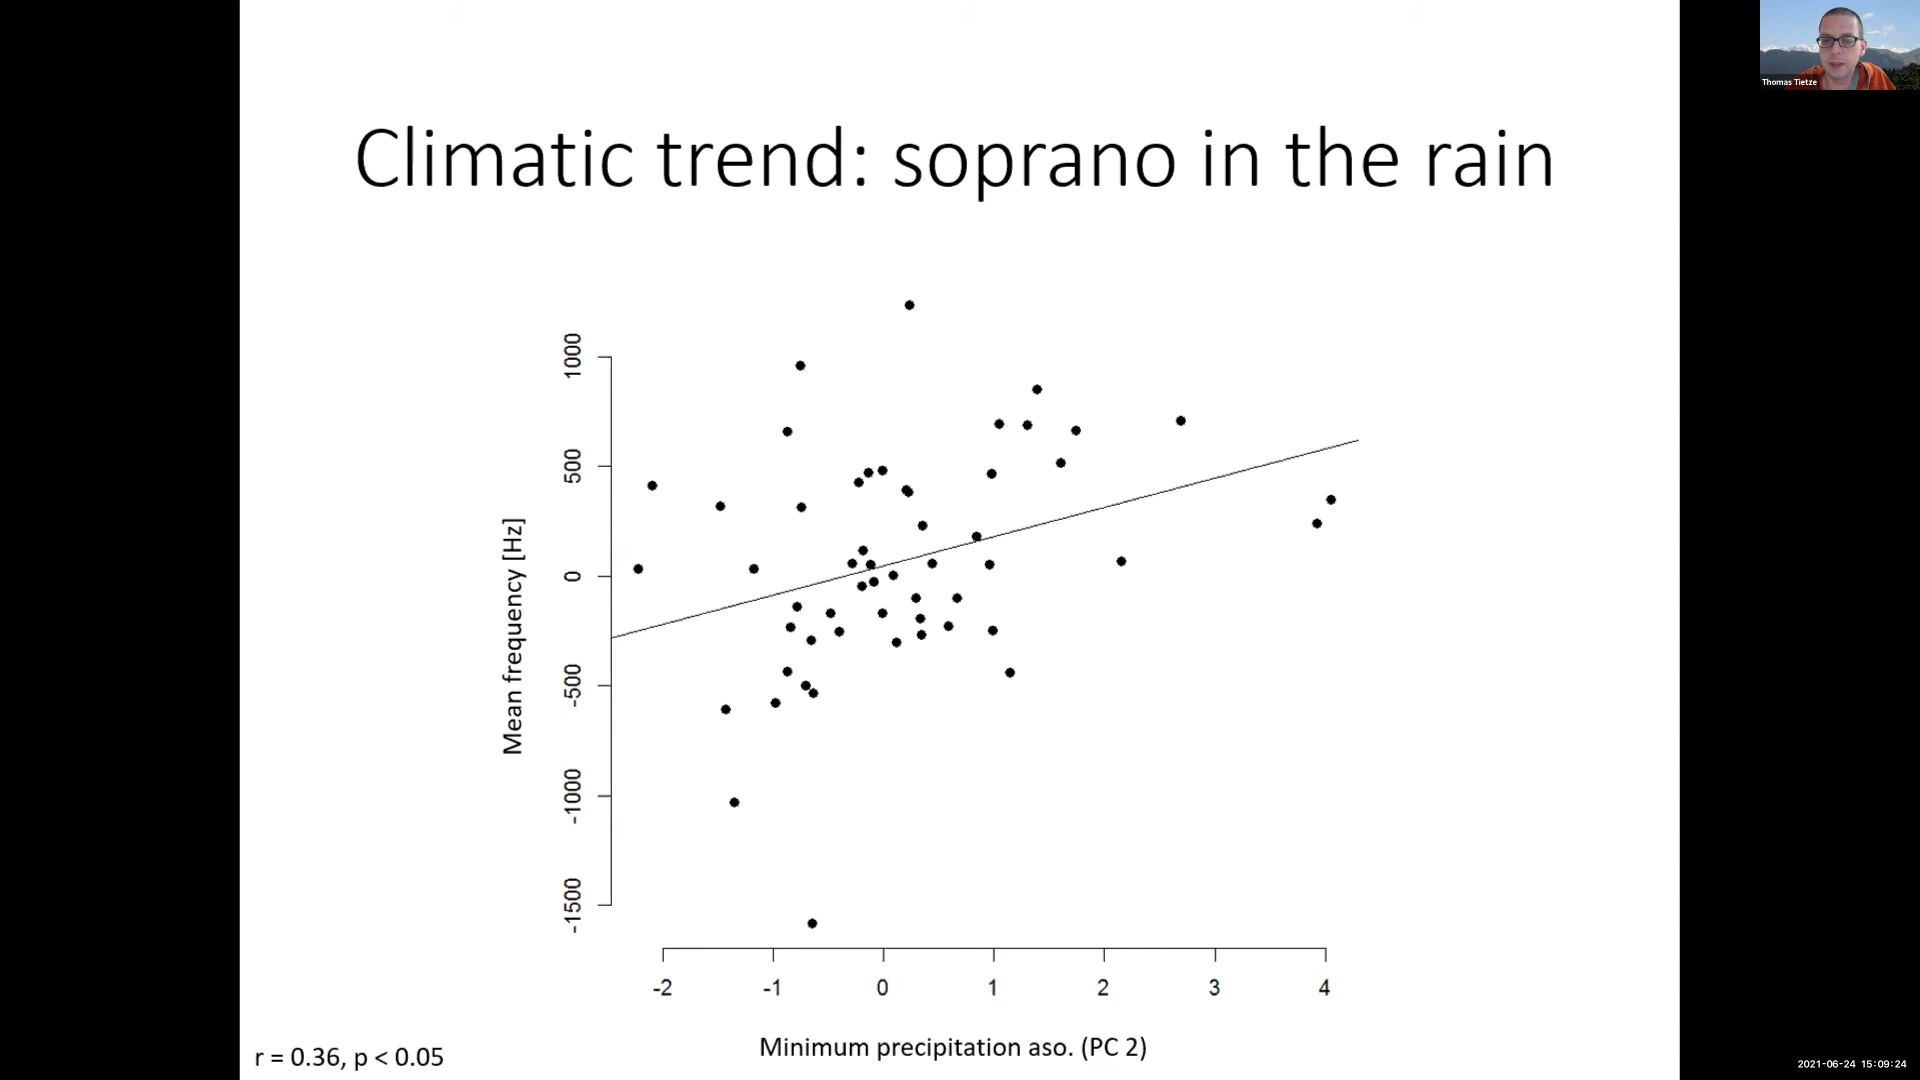 Thomas Tietze
Climatic trend: soprano in the rain
1000
500
0
-500
-1000
-1500
Mean frequency [Hz]
-2 -1 0 1 2 3 4
Minimum precipitation aso. (PC 2)
r = 0.36, p < 0.05
2021-06-24 15:09:24